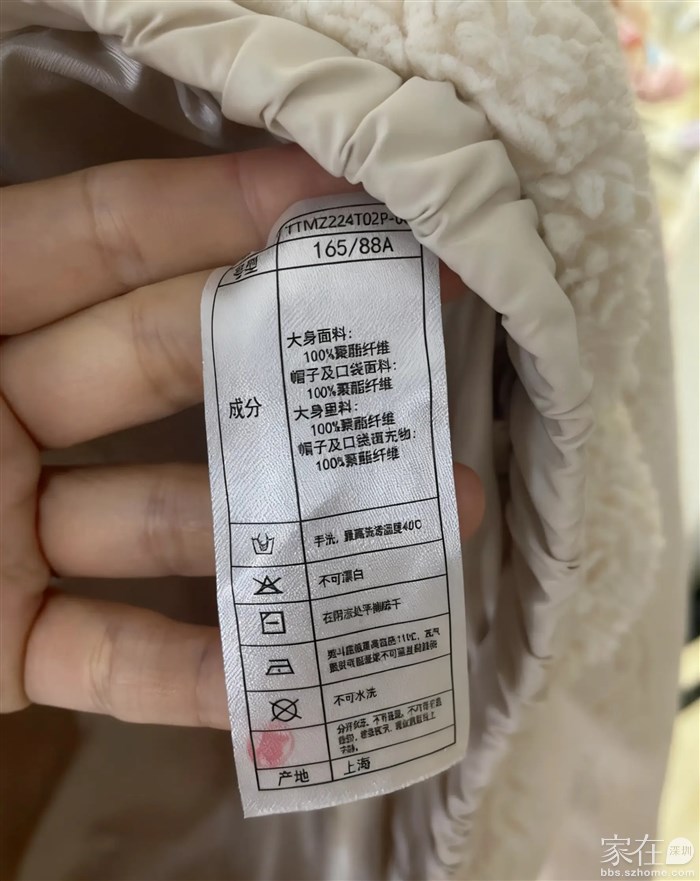 TTMZ224T02P-0
165/88A
成分
大身面料:
100%聚酯纤维
帽子及口袋面料:
100%聚酯纤维
大身里料:
100%聚酯纤维
帽子及口袋填充物:
100%聚酯纤维
手洗,最高洗涤温度40℃
不可漂白
在阴凉处平摊晾干
不可水洗
产地
上海
家在
深圳
bbs.szhome.com